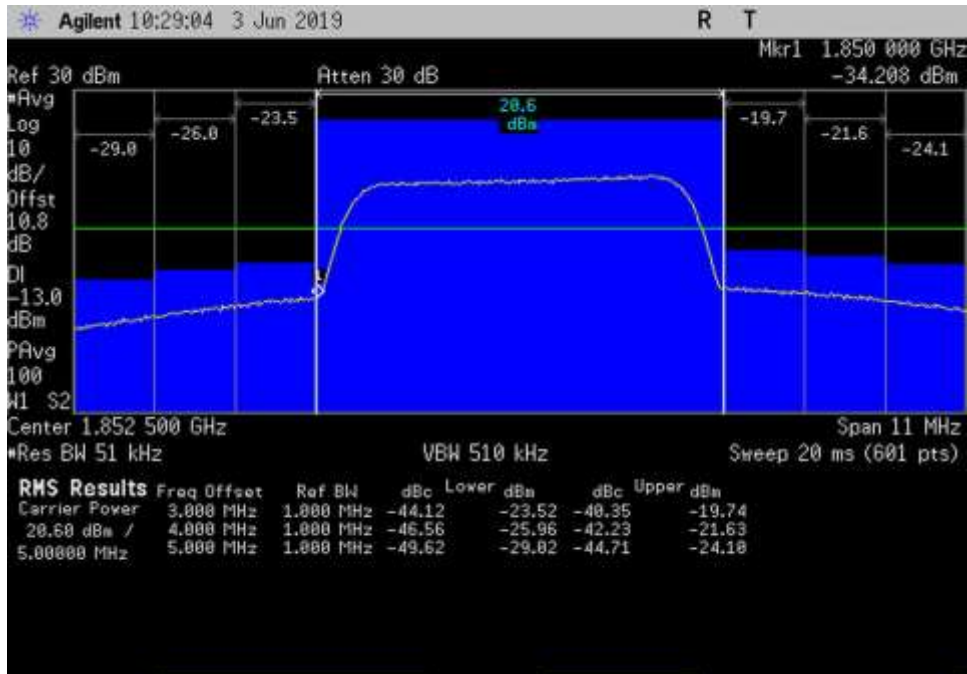 Agilent 10:29:04 3 Jun 2019 R T
Mkr1 1.850 000 GHz
Ref 30 dBm Atten 30 dB -34.208 dBm
#Avg
Log
10
dB/
Offst
10.8
dB
DI
-13.0
dBm
PAvg
100
W1 S2
20.6
dBm
-29.0 -26.0 -23.5 -19.7 -21.6 -24.1
1
Center 1.852 500 GHz Span 11 MHz
#Res BW 51 kHz VBW 510 kHz Sweep 20 ms (601 pts)
RMS Results Freq Offset Ref BW dBc Lower dBm dBc Upper dBm
Carrier Power 3.000 MHz 1.000 MHz -44.12 -23.52 -40.35 -19.74
20.60 dBm / 4.000 MHz 1.000 MHz -46.56 -25.96 -42.23 -21.63
5.00000 MHz 5.000 MHz 1.000 MHz -49.62 -29.02 -44.71 -24.10